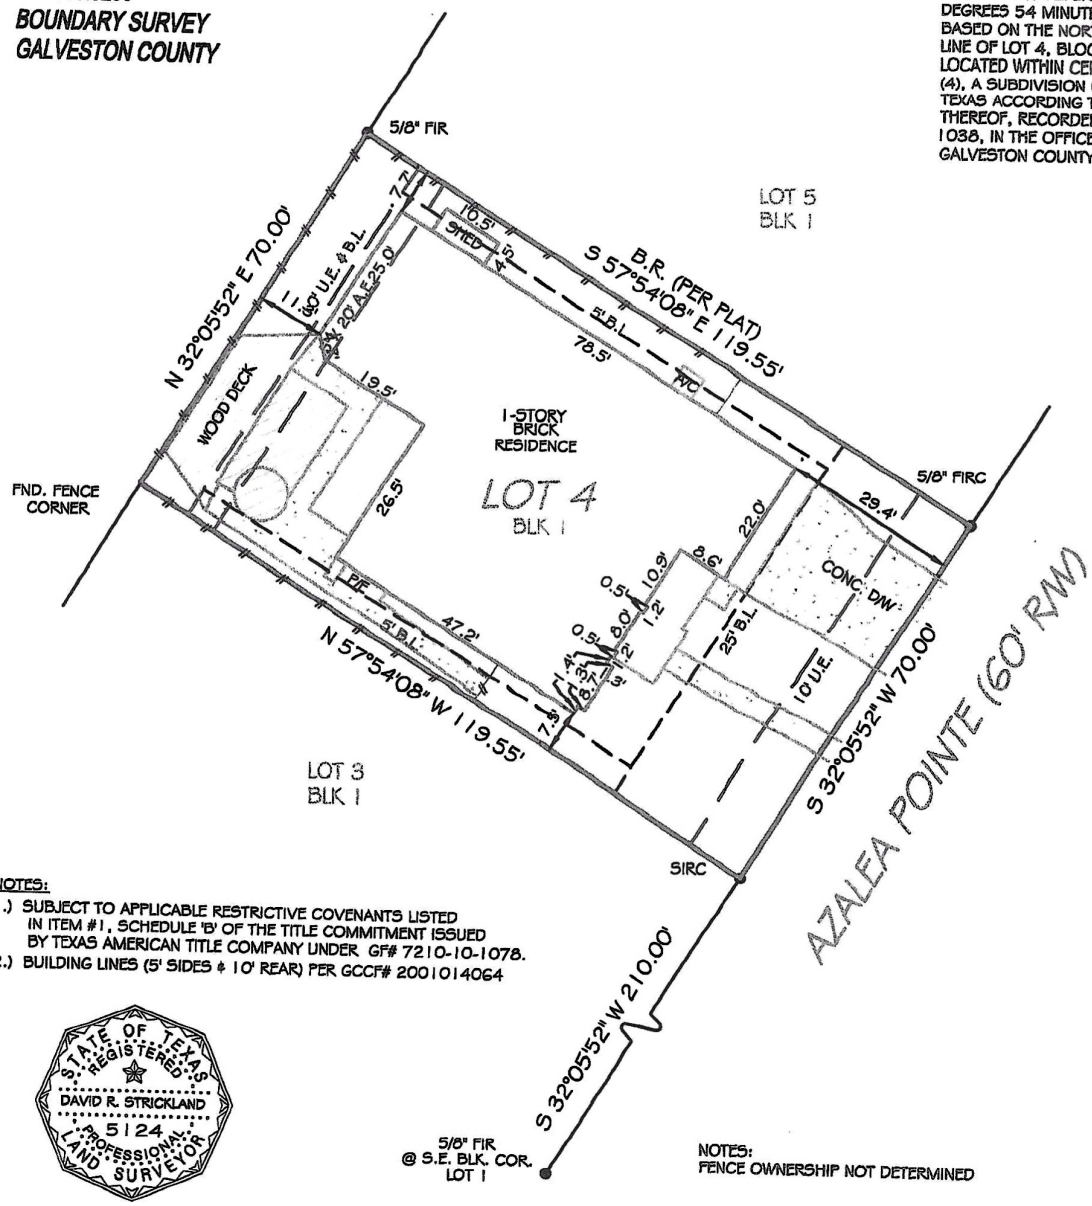 BOUNDARY SURVEY
GALVESTON COUNTY
DEGREES 54 MINUTE
BASED ON THE NOR
LINE OF LOT 4, BLOC
LOCATED WITHIN CE
(4), A SUBDIVISION
TEXAS ACCORDING T
THEREOF, RECORDE
1038, IN THE OFFICE
GALVESTON COUNTY
5/8" FIR
LOT 5
BLK 1
7.7'
10.5'
SHED
4.5'
B.R. (PER PLAT)
S 57°54'08" E 119.55'
N 32°05'52" E 70.00'
U.E. & B.L.
20' A.E.
25.0'
5' B.L.
78.5'
A/C
WOOD DECK
19.5'
1-STORY
BRICK
RESIDENCE
LOT 4
BLK 1
FND. FENCE
CORNER
26.5'
5/8" FIRC
29.4'
22.0'
CONC. D/W
8.6'
10.9'
0.5'
8.0'
1.2'
0.5'
P/E
47.2'
5' B.L.
25' B.L.
10' U.E.
N 57°54'08" W 119.55'
8.7'
7.3'
S 32°05'52" W 70.00'
AZALEA POINTE (60' R/W)
LOT 3
BLK 1
SIRC
NOTES:
.) SUBJECT TO APPLICABLE RESTRICTIVE COVENANTS LISTED
IN ITEM #1, SCHEDULE 'B' OF THE TITLE COMMITMENT ISSUED
BY TEXAS AMERICAN TITLE COMPANY UNDER GF# 7210-10-1078.
2.) BUILDING LINES (5' SIDES & 10' REAR) PER GCCF# 2001014064
S 32°05'52" W 210.00'
STATE OF TEXAS
REGISTERED
DAVID R. STRICKLAND
5124
PROFESSIONAL
LAND SURVEYOR
5/8" FIR
@ S.E. BLK. COR.
LOT 1
NOTES:
FENCE OWNERSHIP NOT DETERMINED